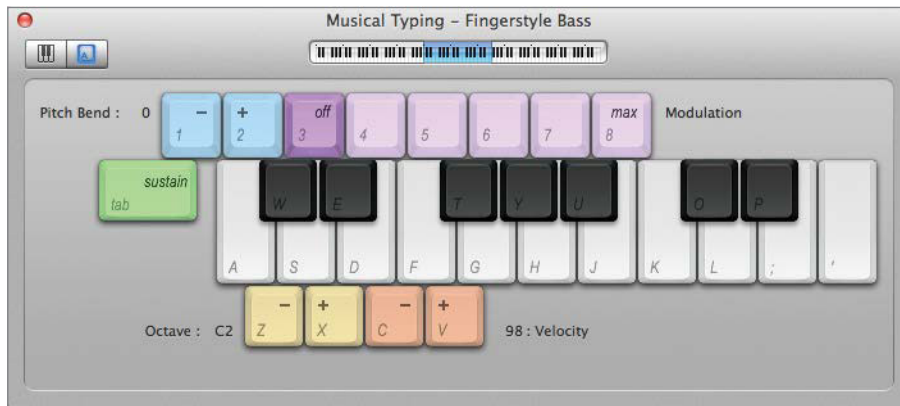 Musical Typing – Fingerstyle Bass
Pitch Bend : 0 − + off max Modulation
1 2 3 4 5 6 7 8
sustain
tab
W E T Y U O P
A S D F G H J K L ; '
− + − +
Octave : C2 Z X C V 98 : Velocity